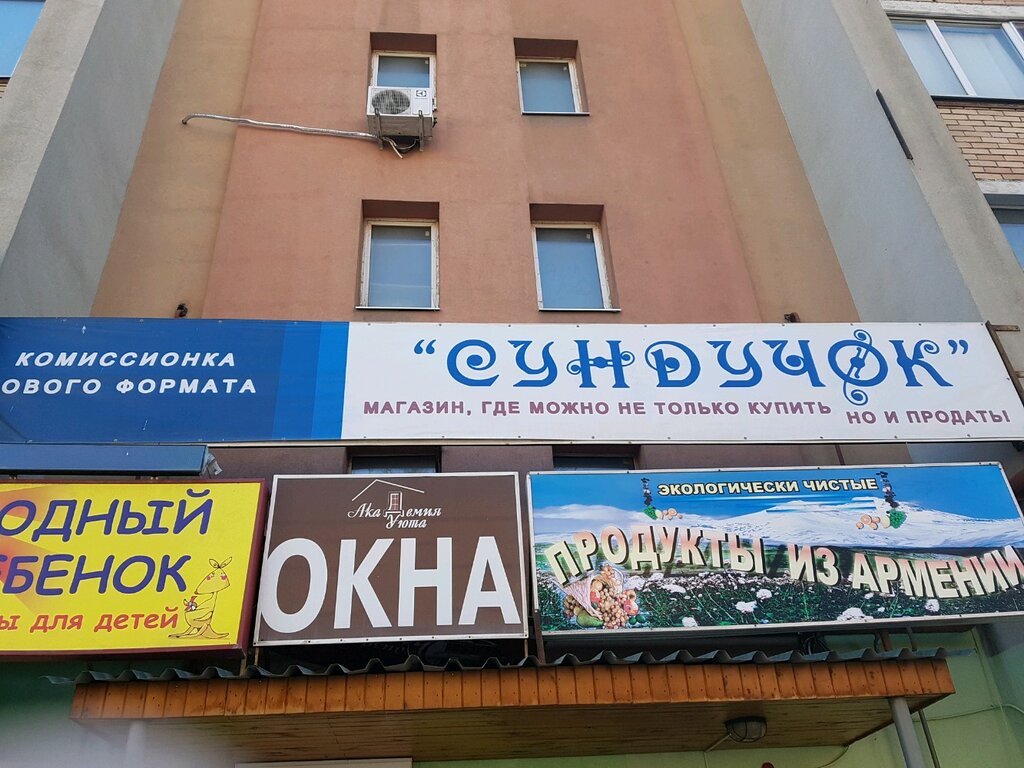 КОМИССИОНКА
ОВОГО ФОРМАТА
“СУНДУЧОК”
МАГАЗИН, ГДЕ МОЖНО НЕ ТОЛЬКО КУПИТЬ НО И ПРОДАТЬ!
ОДНЫЙ
БЕНОК
Ы для детей
Академия
Уюта
ОКНА
ЭКОЛОГИЧЕСКИ ЧИСТЫЕ
ПРОДУКТЫ ИЗ АРМЕНИИ